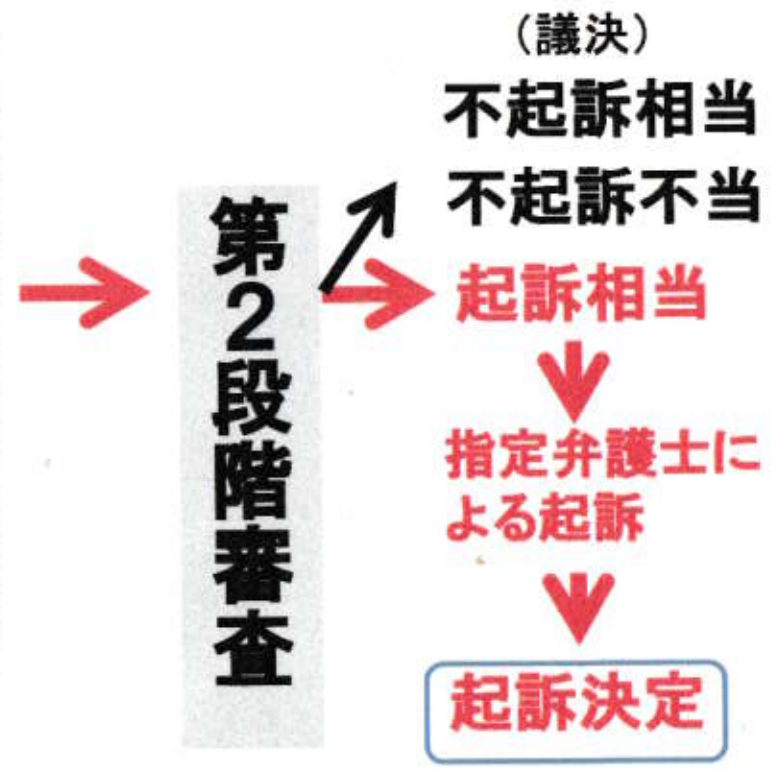 第2段階審査
（議決）
不起訴相当
不起訴不当
起訴相当
指定弁護士に
よる起訴
起訴決定